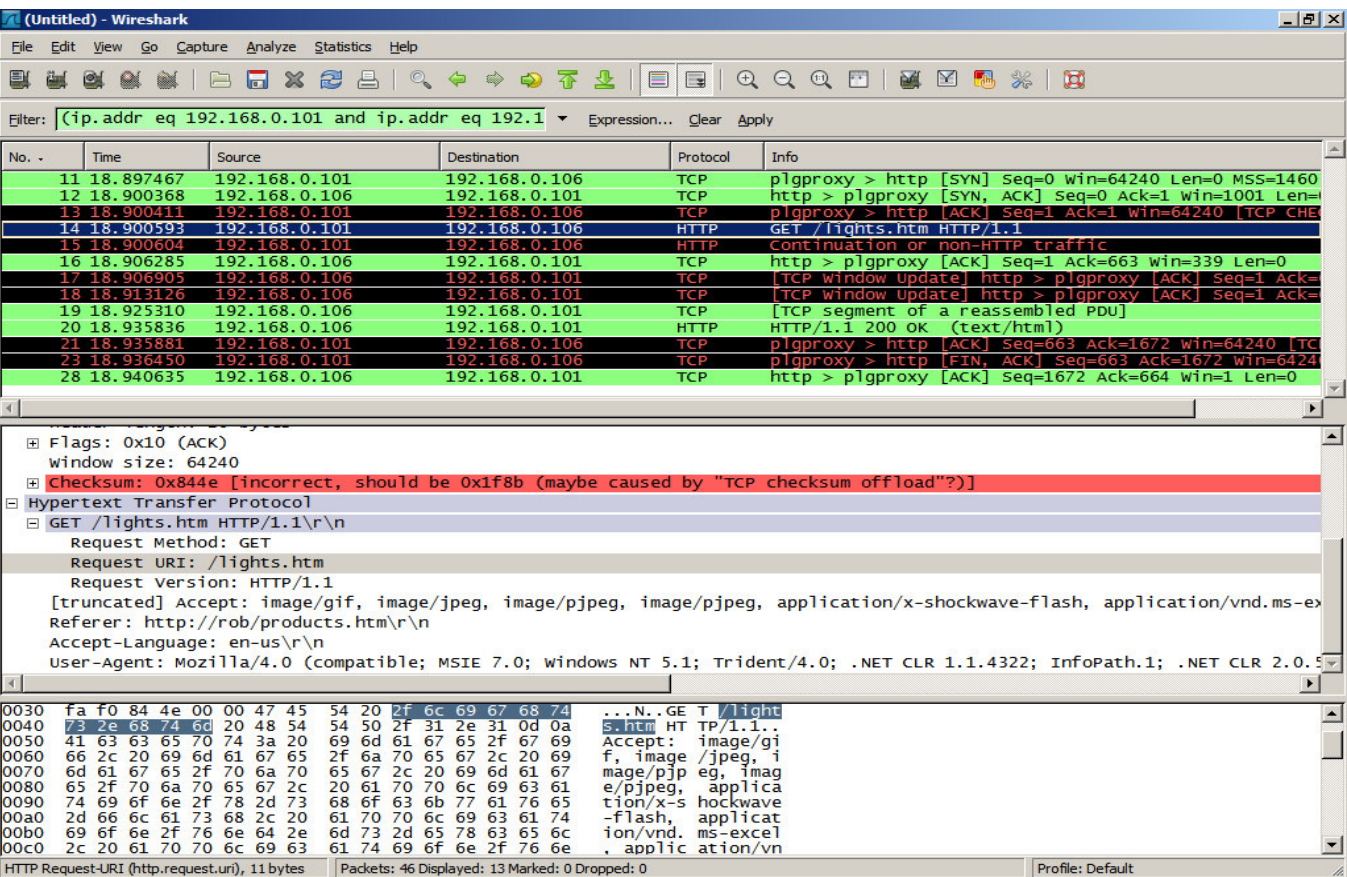 (Untitled) - Wireshark
File Edit View Go Capture Analyze Statistics Help
Filter: (ip.addr eq 192.168.0.101 and ip.addr eq 192.1 Expression... Clear Apply
No. Time Source Destination Protocol Info
11 18.897467 192.168.0.101 192.168.0.106 TCP plgproxy > http [SYN] Seq=0 Win=64240 Len=0 MSS=1460
12 18.900368 192.168.0.106 192.168.0.101 TCP http > plgproxy [SYN, ACK] Seq=0 Ack=1 Win=1001 Len=
13 18.900411 192.168.0.101 192.168.0.106 TCP plgproxy > http [ACK] Seq=1 Ack=1 Win=64240 [TCP CHE
14 18.900593 192.168.0.101 192.168.0.106 HTTP GET /lights.htm HTTP/1.1
15 18.900604 192.168.0.101 192.168.0.106 HTTP Continuation or non-HTTP traffic
16 18.906285 192.168.0.106 192.168.0.101 TCP http > plgproxy [ACK] Seq=1 Ack=663 Win=339 Len=0
17 18.906905 192.168.0.106 192.168.0.101 TCP [TCP Window Update] http > plgproxy [ACK] Seq=1 Ack=
18 18.913126 192.168.0.106 192.168.0.101 TCP [TCP Window Update] http > plgproxy [ACK] Seq=1 Ack=
19 18.925310 192.168.0.106 192.168.0.101 TCP [TCP segment of a reassembled PDU]
20 18.935836 192.168.0.106 192.168.0.101 HTTP HTTP/1.1 200 OK (text/html)
21 18.935881 192.168.0.101 192.168.0.106 TCP plgproxy > http [ACK] Seq=663 Ack=1672 Win=64240 [TC
23 18.936450 192.168.0.101 192.168.0.106 TCP plgproxy > http [FIN, ACK] Seq=663 Ack=1672 Win=6424
28 18.940635 192.168.0.106 192.168.0.101 TCP http > plgproxy [ACK] Seq=1672 Ack=664 Win=1 Len=0
Flags: 0x10 (ACK)
Window size: 64240
Checksum: 0x844e [incorrect, should be 0x1f8b (maybe caused by "TCP checksum offload"?)]
Hypertext Transfer Protocol
GET /lights.htm HTTP/1.1\r\n
Request Method: GET
Request URI: /lights.htm
Request Version: HTTP/1.1
[truncated] Accept: image/gif, image/jpeg, image/pjpeg, image/pjpeg, application/x-shockwave-flash, application/vnd.ms-ex
Referer: http://rob/products.htm\r\n
Accept-Language: en-us\r\n
User-Agent: Mozilla/4.0 (compatible; MSIE 7.0; Windows NT 5.1; Trident/4.0; .NET CLR 1.1.4322; InfoPath.1; .NET CLR 2.0.5
0030 fa f0 84 4e 00 00 47 45 54 20 2f 6c 69 67 68 74 ...N..GE T /light
0040 73 2e 68 74 6d 20 48 54 54 50 2f 31 2e 31 0d 0a s.htm HT TP/1.1..
0050 41 63 63 65 70 74 3a 20 69 6d 61 67 65 2f 67 69 Accept: image/gi
0060 66 2c 20 69 6d 61 67 65 2f 6a 70 65 67 2c 20 69 f, image /jpeg, i
0070 6d 61 67 65 2f 70 6a 70 65 67 2c 20 69 6d 61 67 mage/pjp eg, imag
0080 65 2f 70 6a 70 65 67 2c 20 61 70 70 6c 69 63 61 e/pjpeg, applica
0090 74 69 6f 6e 2f 78 2d 73 68 6f 63 6b 77 61 76 65 tion/x-s hockwave
00a0 2d 66 6c 61 73 68 2c 20 61 70 70 6c 69 63 61 74 -flash, applicat
00b0 69 6f 6e 2f 76 6e 64 2e 6d 73 2d 65 78 63 65 6c ion/vnd. ms-excel
00c0 2c 20 61 70 70 6c 69 63 61 74 69 6f 6e 2f 76 6e , applic ation/vn
HTTP Request-URI (http.request.uri), 11 bytes Packets: 46 Displayed: 13 Marked: 0 Dropped: 0 Profile: Default